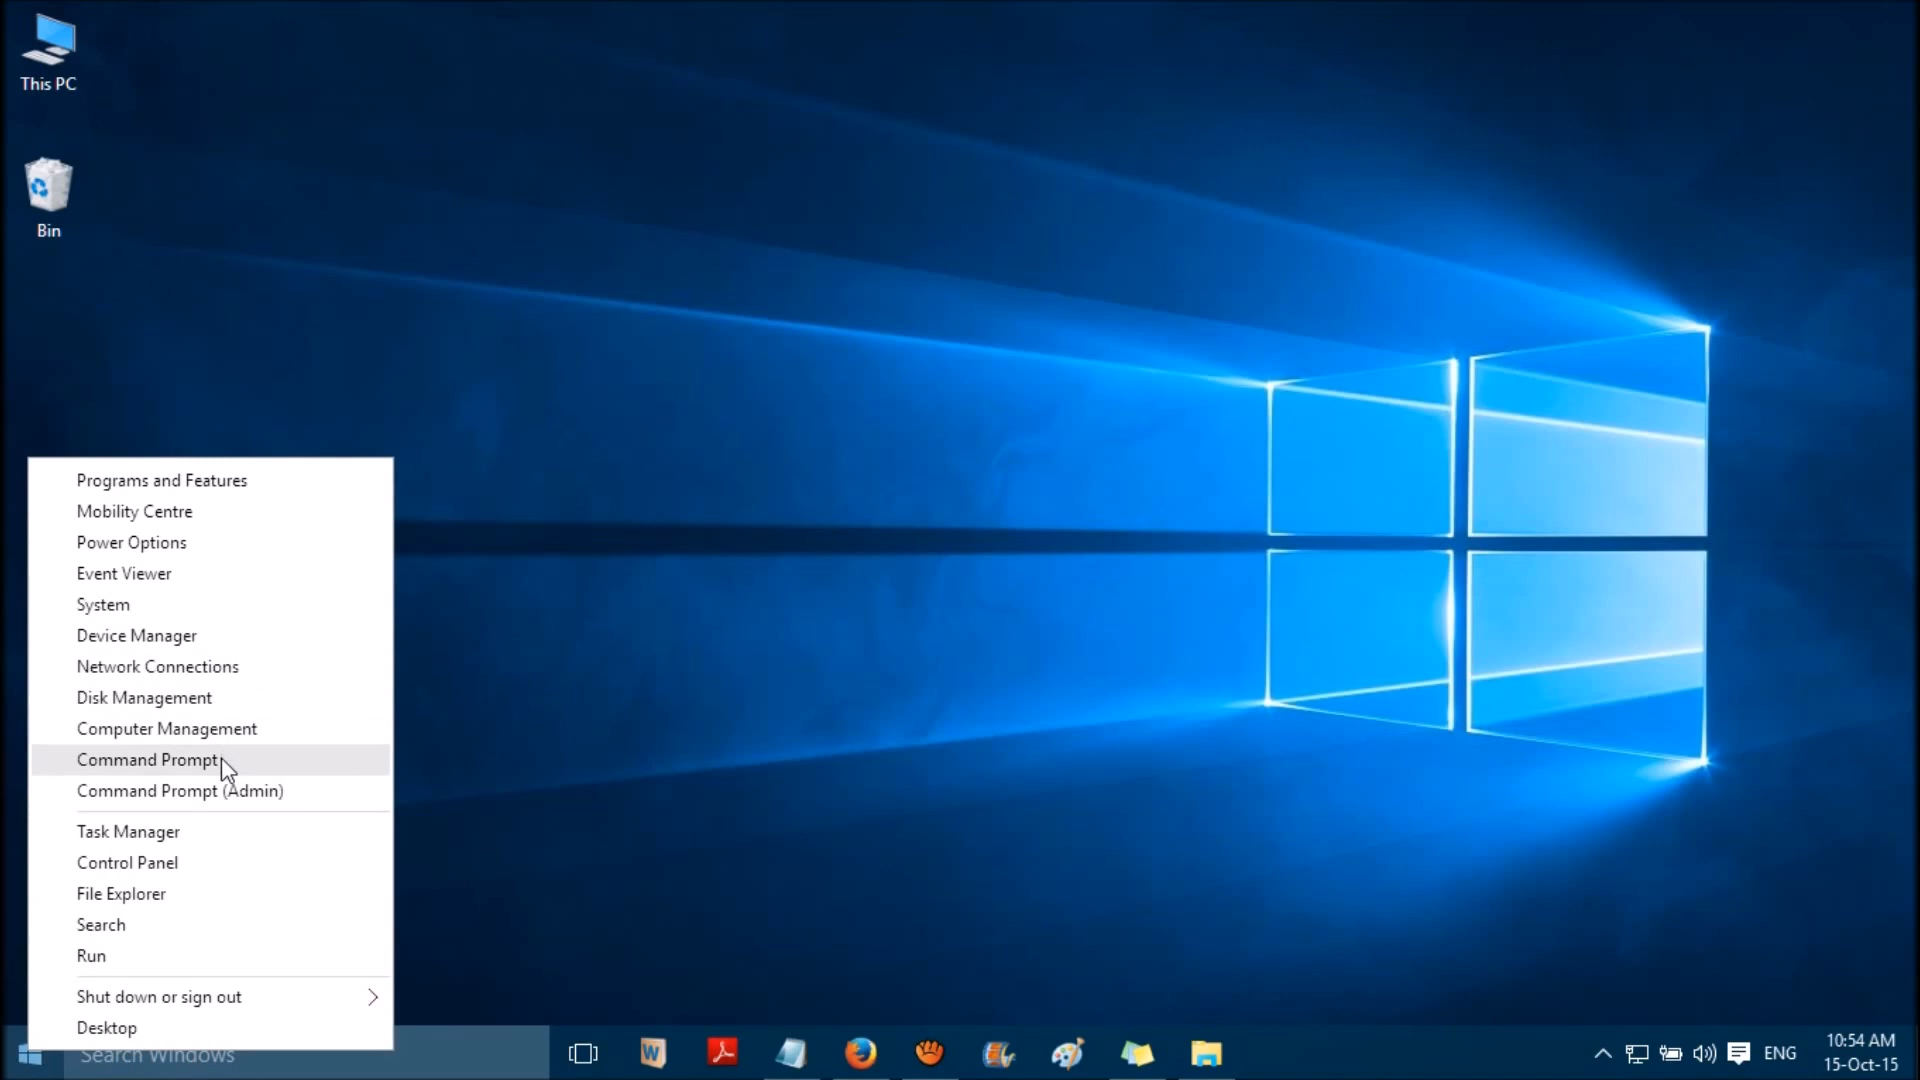 This PC
Bin
Programs and Features
Mobility Centre
Power Options
Event Viewer
System
Device Manager
Network Connections
Disk Management
Computer Management
Command Prompt
Command Prompt (Admin)
Task Manager
Control Panel
File Explorer
Search
Run
Shut down or sign out
Desktop
Search Windows
W
ENG
10:54 AM
15-Oct-15